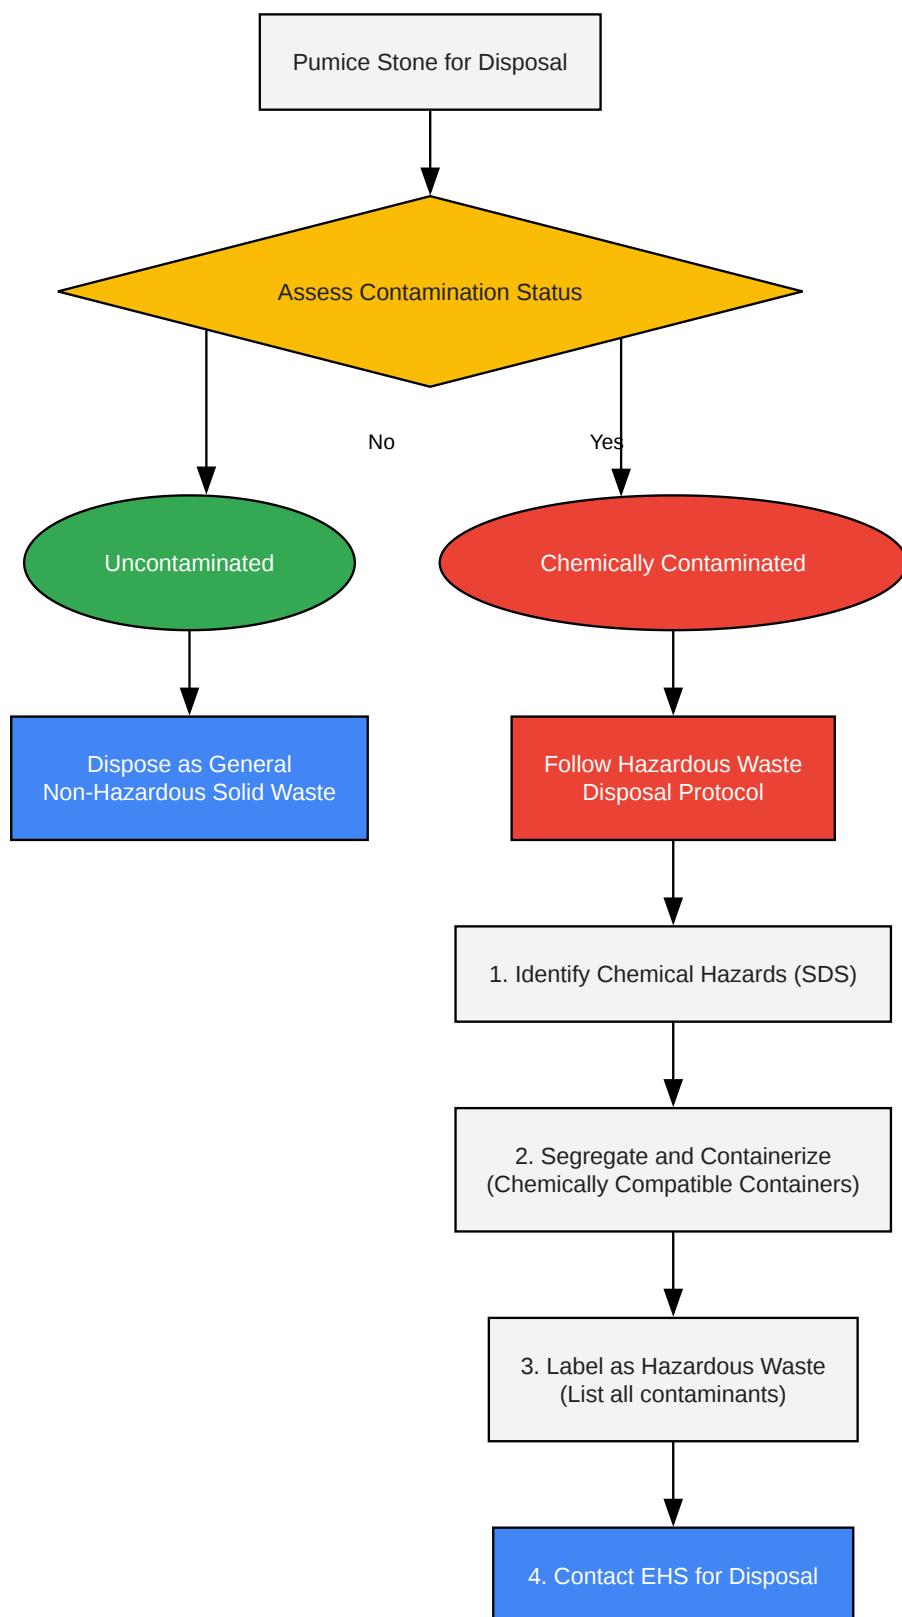 Pumice Stone for Disposal
Assess Contamination Status
No
Yes
Uncontaminated
Chemically Contaminated
Dispose as General
Non-Hazardous Solid Waste
Follow Hazardous Waste
Disposal Protocol
1. Identify Chemical Hazards (SDS)
2. Segregate and Containerize
(Chemically Compatible Containers)
3. Label as Hazardous Waste
(List all contaminants)
4. Contact EHS for Disposal